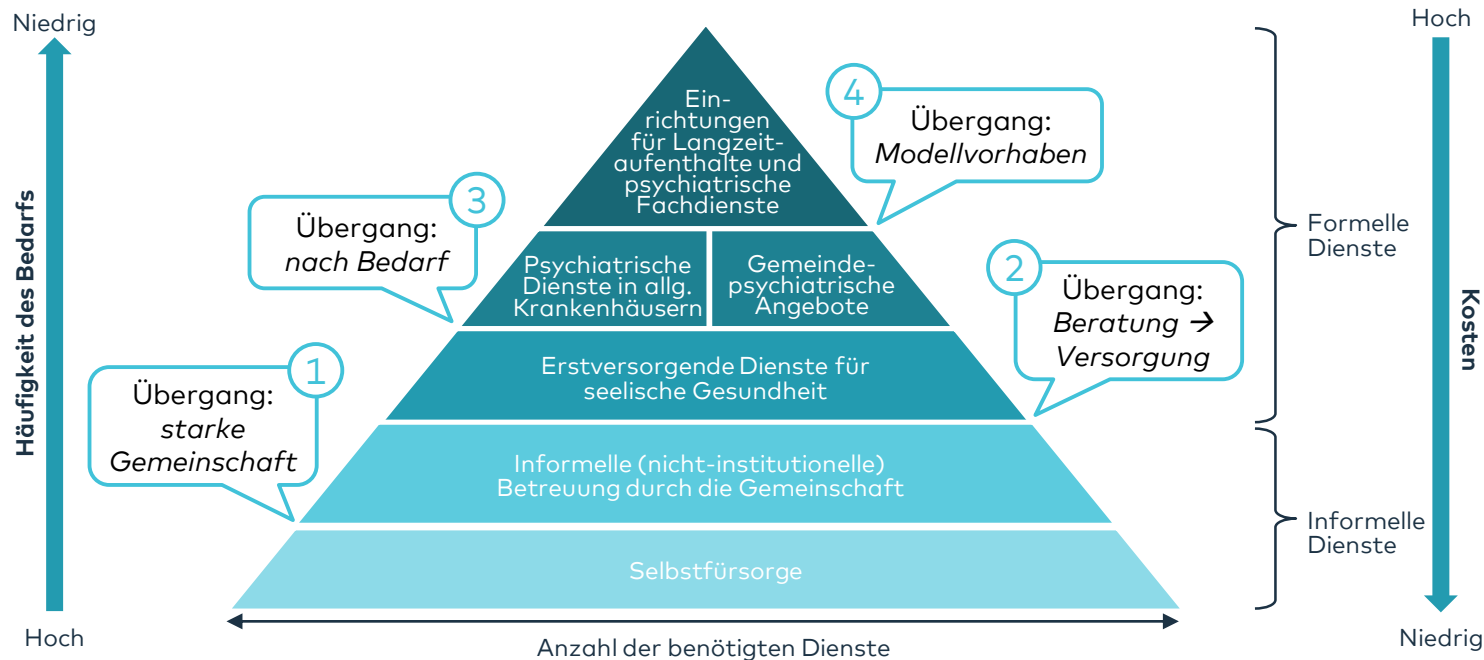 Niedrig
Hoch
Häufigkeit des Bedarfs
Ein-
richtungen
für Langzeit-
aufenthalte und
psychiatrische
Fachdienste
4
Übergang:
Modellvorhaben
3
Übergang:
nach Bedarf
Psychiatrische
Dienste in allg.
Krankenhäusern
Gemeinde-
psychiatrische
Angebote
2
Übergang:
Beratung →
Versorgung
Formelle
Dienste
Kosten
1
Übergang:
starke
Gemeinschaft
Erstversorgende Dienste für
seelische Gesundheit
Informelle (nicht-institutionelle)
Betreuung durch die Gemeinschaft
Informelle
Dienste
Selbstfürsorge
Hoch
Anzahl der benötigten Dienste
Niedrig